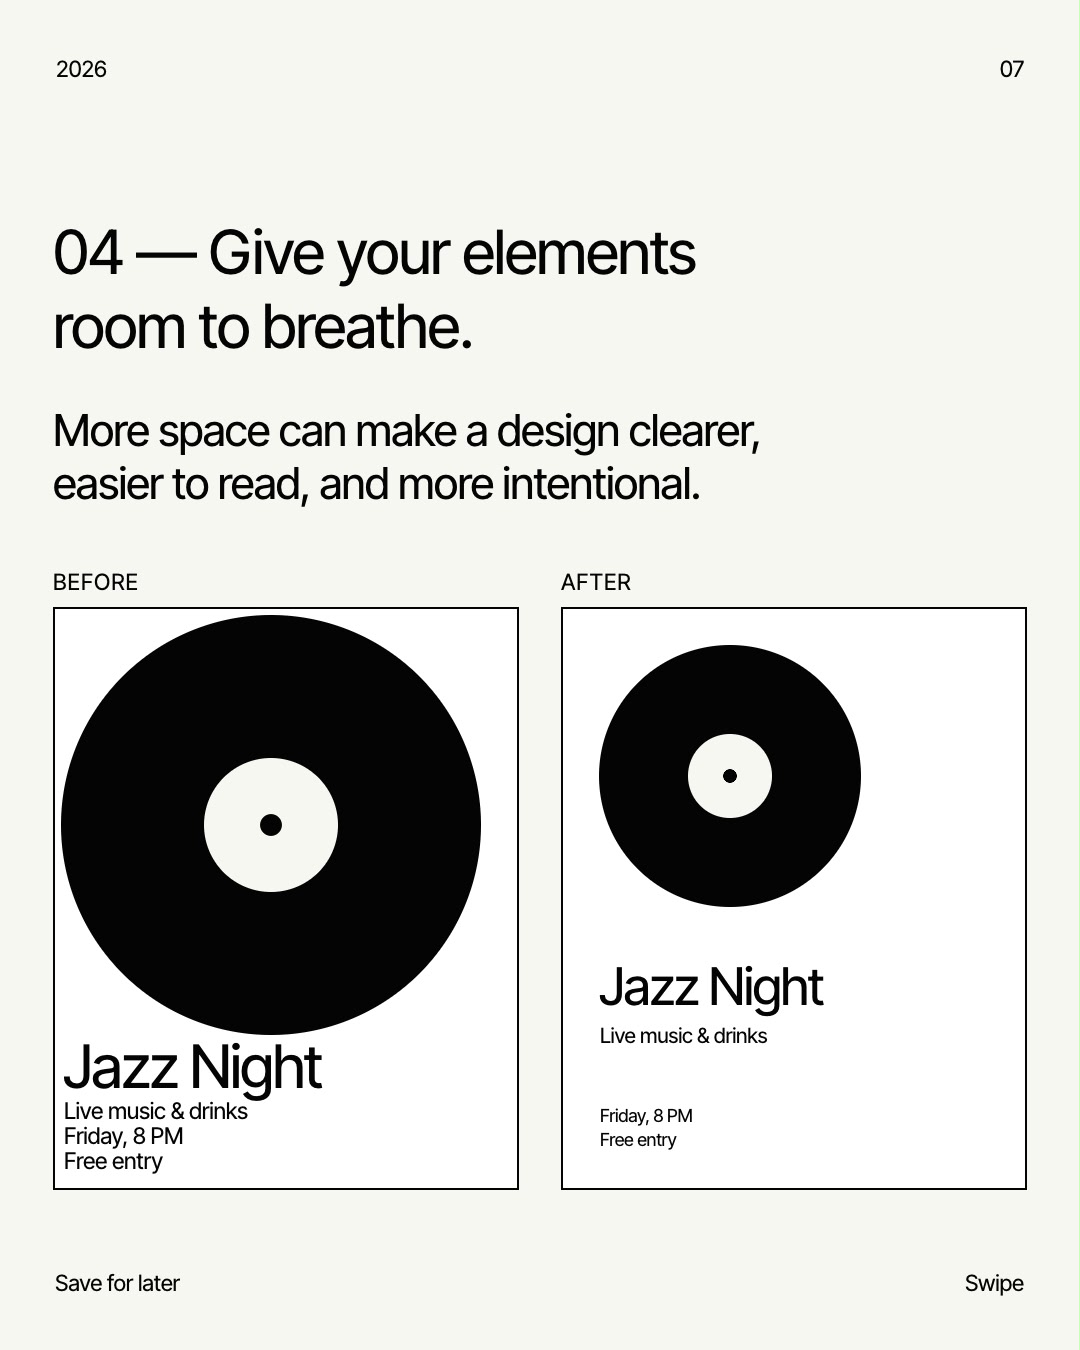 2026
07
04 — Give your elements
room to breathe.
More space can make a design clearer,
easier to read, and more intentional.
BEFORE
Jazz Night
Live music & drinks
Friday, 8 PM
Free entry
AFTER
Jazz Night
Live music & drinks
Friday, 8 PM
Free entry
Save for later
Swipe